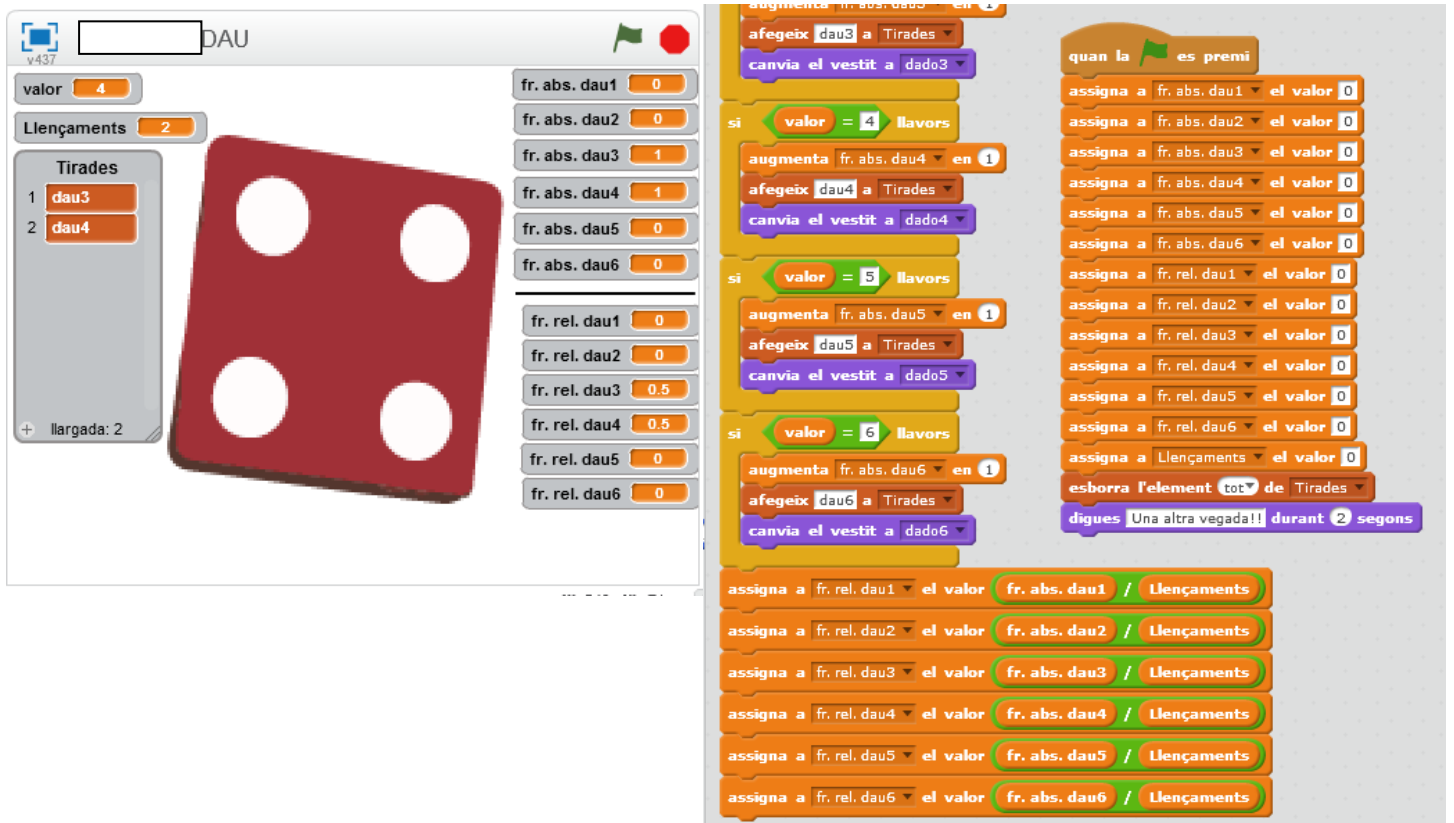 DAU
v437
valor 4
Llençaments 2
Tirades
1 dau3
2 dau4
+ llargada: 2
fr. abs. dau1 0
fr. abs. dau2 0
fr. abs. dau3 1
fr. abs. dau4 1
fr. abs. dau5 0
fr. abs. dau6 0
fr. rel. dau1 0
fr. rel. dau2 0
fr. rel. dau3 0.5
fr. rel. dau4 0.5
fr. rel. dau5 0
fr. rel. dau6 0
augmenta fr. abs. dau3 en 1
afegeix dau3 a Tirades
canvia el vestit a dado3
si valor = 4 llavors
augmenta fr. abs. dau4 en 1
afegeix dau4 a Tirades
canvia el vestit a dado4
si valor = 5 llavors
augmenta fr. abs. dau5 en 1
afegeix dau5 a Tirades
canvia el vestit a dado5
si valor = 6 llavors
augmenta fr. abs. dau6 en 1
afegeix dau6 a Tirades
canvia el vestit a dado6
assigna a fr. rel. dau1 el valor fr. abs. dau1 / Llençaments
assigna a fr. rel. dau2 el valor fr. abs. dau2 / Llençaments
assigna a fr. rel. dau3 el valor fr. abs. dau3 / Llençaments
assigna a fr. rel. dau4 el valor fr. abs. dau4 / Llençaments
assigna a fr. rel. dau5 el valor fr. abs. dau5 / Llençaments
assigna a fr. rel. dau6 el valor fr. abs. dau6 / Llençaments
quan la es premi
assigna a fr. abs. dau1 el valor 0
assigna a fr. abs. dau2 el valor 0
assigna a fr. abs. dau3 el valor 0
assigna a fr. abs. dau4 el valor 0
assigna a fr. abs. dau5 el valor 0
assigna a fr. abs. dau6 el valor 0
assigna a fr. rel. dau1 el valor 0
assigna a fr. rel. dau2 el valor 0
assigna a fr. rel. dau3 el valor 0
assigna a fr. rel. dau4 el valor 0
assigna a fr. rel. dau5 el valor 0
assigna a fr. rel. dau6 el valor 0
assigna a Llençaments el valor 0
esborra l'element tot de Tirades
digues Una altra vegada!! durant 2 segons